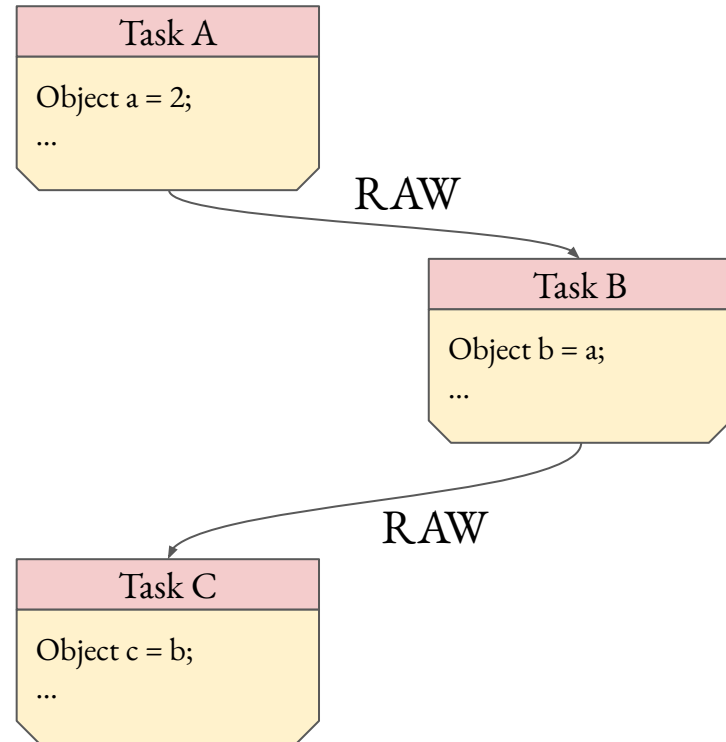 Task A
Object a = 2;
...
RAW
Task B
Object b = a;
...
RAW
Task C
Object c = b;
...